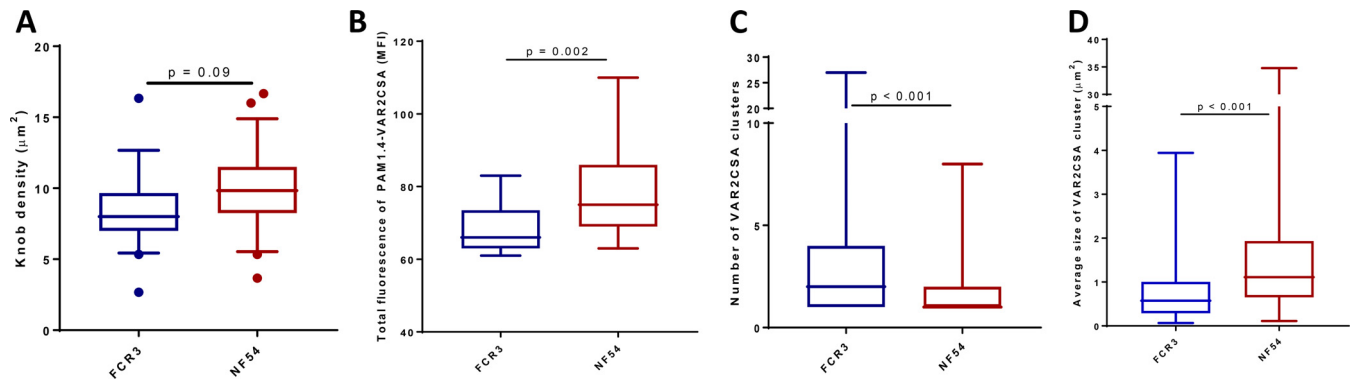 A
Knob density (μm²)
20
15
10
5
0
p = 0.09
FCR3
NF54
B
Total fluorescence of PAM1.4-VAR2CSA (MFI)
120
100
80
60
40
p = 0.002
FCR3
NF54
C
Number of VAR2CSA clusters
30
25
20
10
5
0
p < 0.001
FCR3
NF54
D
Average size of VAR2CSA cluster (μm²)
40
35
30
5
4
3
2
1
0
p < 0.001
FCR3
NF54